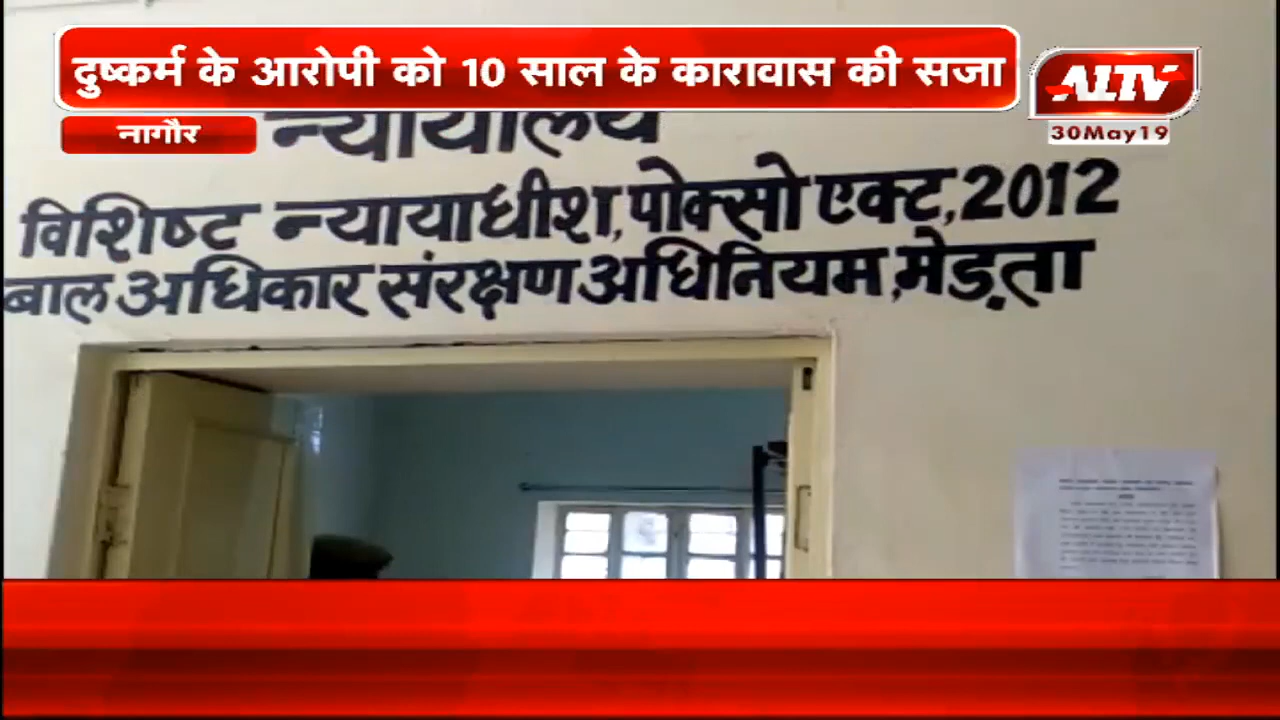 दुष्कर्म के आरोपी को 10 साल के कारावास की सजा
ALTV
नागौर
30May19
न्यायालय
विशिष्ट न्यायाधीश, पोक्सो एक्ट, 2012
बाल अधिकार संरक्षण अधिनियम, मेड़ता